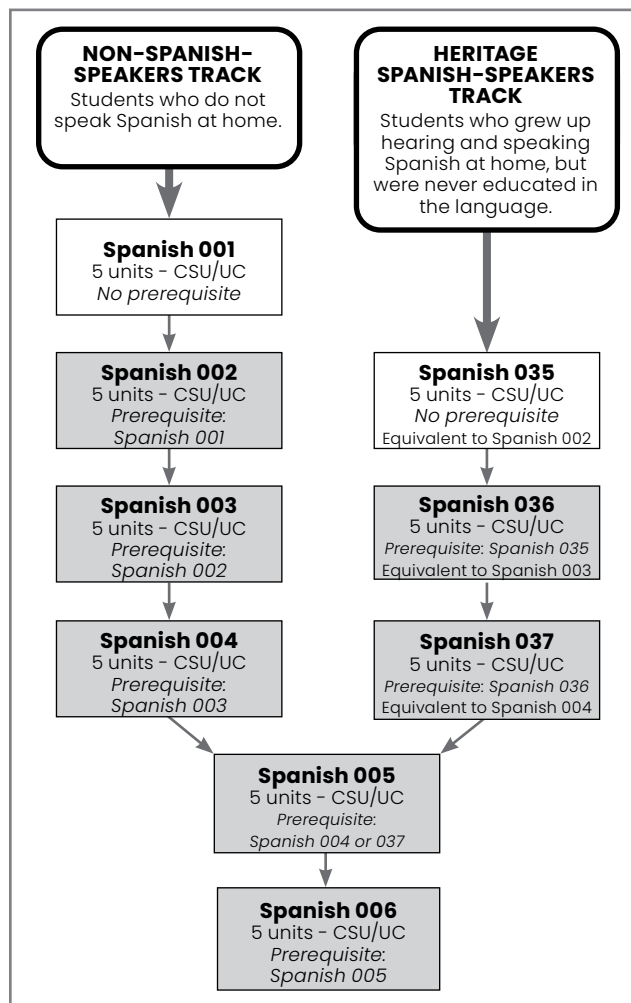 NON-SPANISH-
SPEAKERS TRACK
Students who do not
speak Spanish at home.
HERITAGE
SPANISH-SPEAKERS
TRACK
Students who grew up
hearing and speaking
Spanish at home, but
were never educated in
the language.
Spanish 001
5 units - CSU/UC
No prerequisite
Spanish 002
5 units - CSU/UC
Prerequisite:
Spanish 001
Spanish 035
5 units - CSU/UC
No prerequisite
Equivalent to Spanish 002
Spanish 003
5 units - CSU/UC
Prerequisite:
Spanish 002
Spanish 036
5 units - CSU/UC
Prerequisite: Spanish 035
Equivalent to Spanish 003
Spanish 004
5 units - CSU/UC
Prerequisite:
Spanish 003
Spanish 037
5 units - CSU/UC
Prerequisite: Spanish 036
Equivalent to Spanish 004
Spanish 005
5 units - CSU/UC
Prerequisite:
Spanish 004 or 037
Spanish 006
5 units - CSU/UC
Prerequisite:
Spanish 005